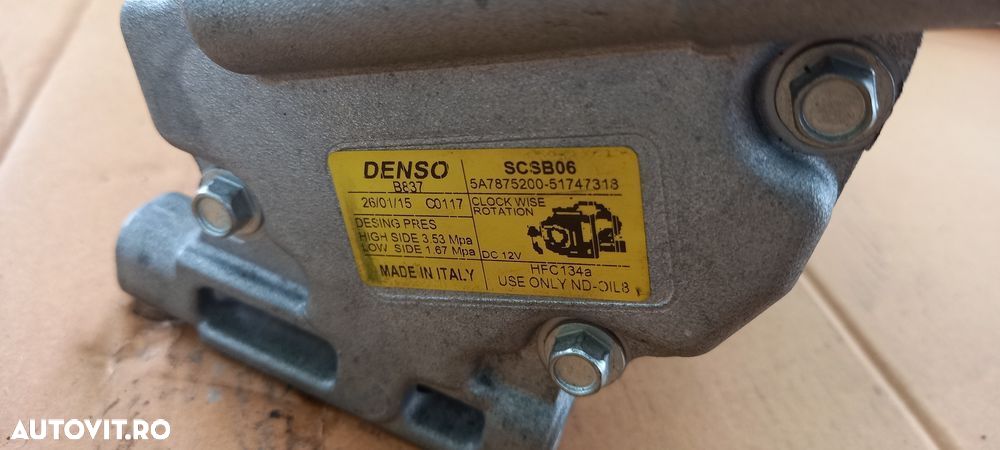 DENSO
B837
26/01/15 C0117
DESING PRES
HIGH SIDE 3.53 Mpa
LOW SIDE 1.67 Mpa
MADE IN ITALY
SCSB06
5A7875200-51747318
CLOCK WISE
ROTATION
DC 12V
HFC134a
USE ONLY ND-OIL8
AUTOVIT.RO